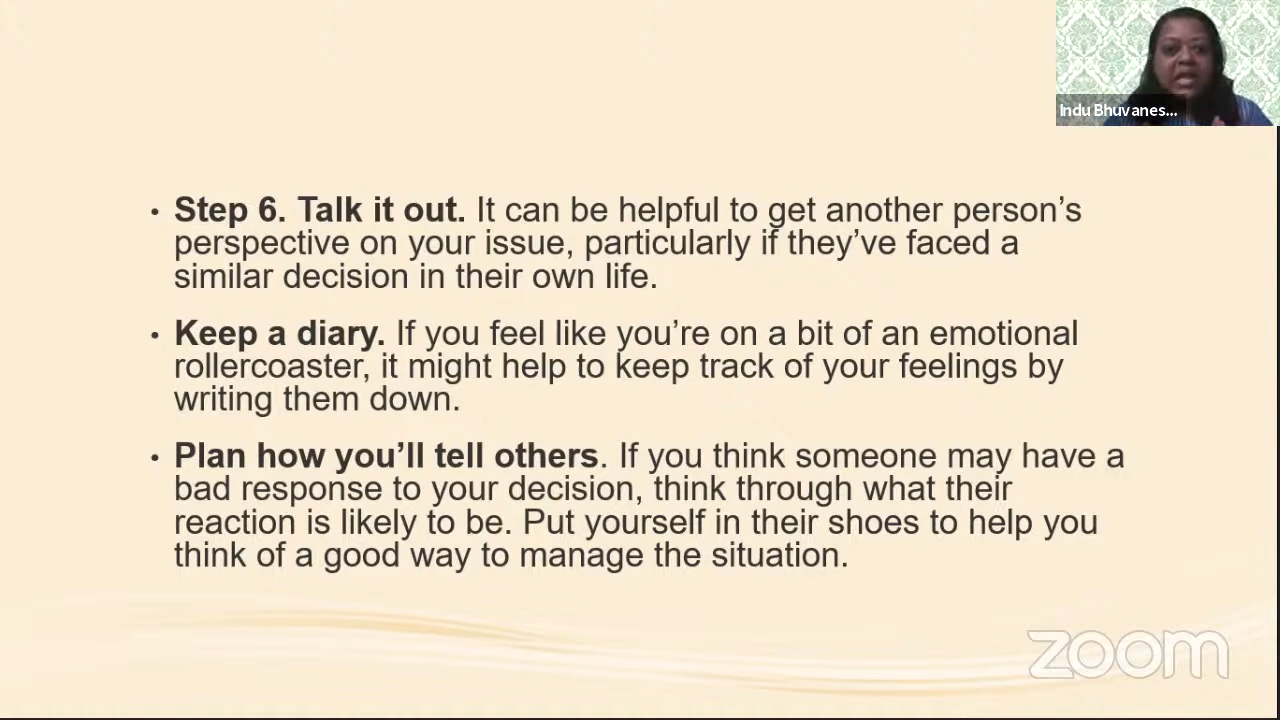 Indu Bhuvanes...
• Step 6. Talk it out. It can be helpful to get another person’s
perspective on your issue, particularly if they’ve faced a
similar decision in their own life.
• Keep a diary. If you feel like you’re on a bit of an emotional
rollercoaster, it might help to keep track of your feelings by
writing them down.
• Plan how you’ll tell others. If you think someone may have a
bad response to your decision, think through what their
reaction is likely to be. Put yourself in their shoes to help you
think of a good way to manage the situation.
zoom